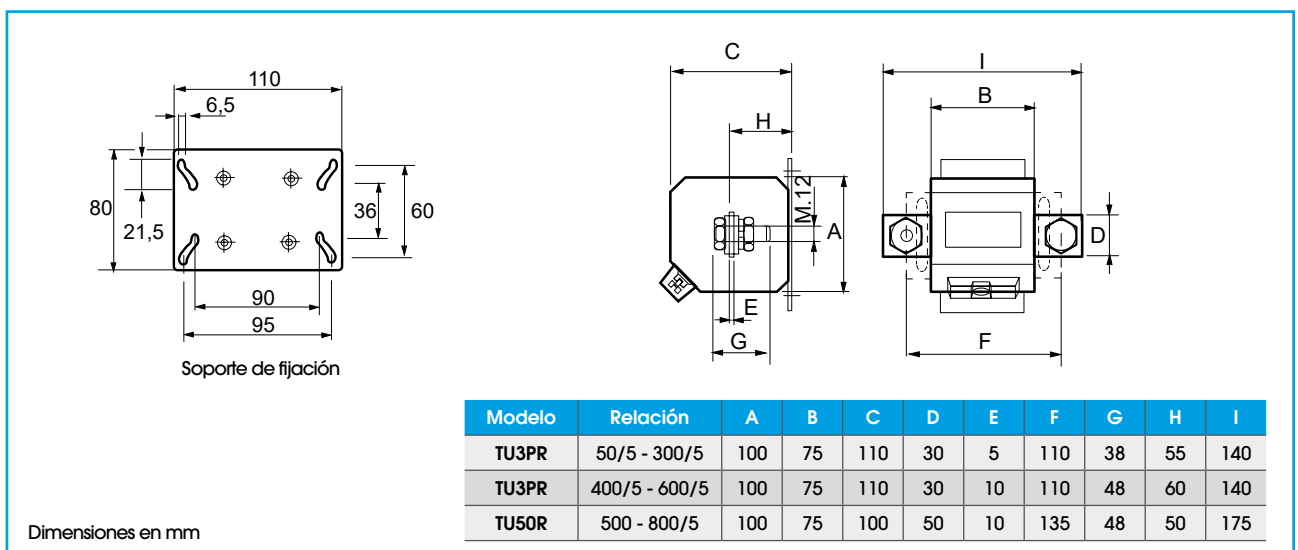 110
6,5
80
21,5
36
60
90
95
Soporte de fijación
C
H
M.12
A
E
G
I
B
D
F
Modelo Relación A B C D E F G H I
TU3PR 50/5 - 300/5 100 75 110 30 5 110 38 55 140
TU3PR 400/5 - 600/5 100 75 110 30 10 110 48 60 140
TU50R 500 - 800/5 100 75 100 50 10 135 48 50 175
Dimensiones en mm